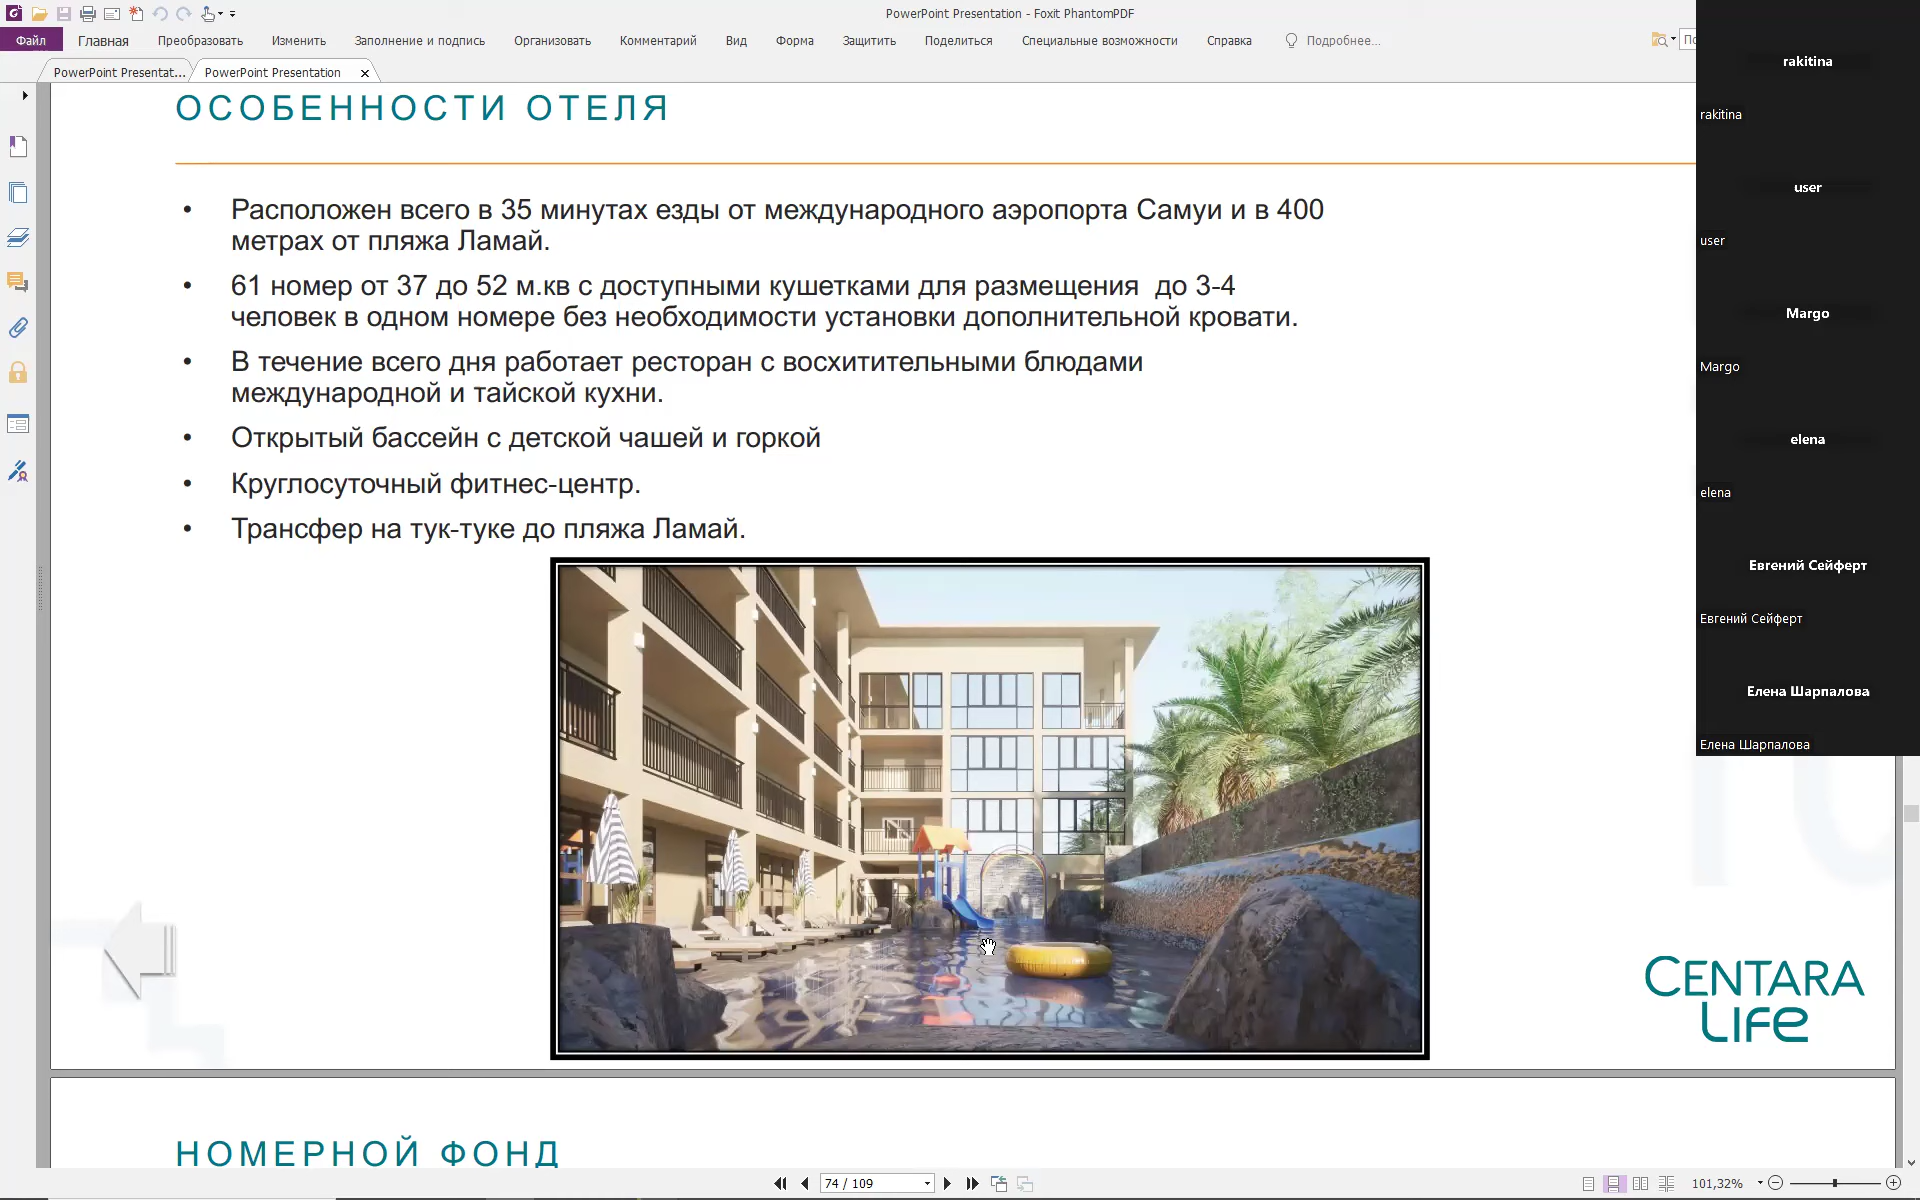 PowerPoint Presentation - Foxit PhantomPDF
Файл Главная Преобразовать Изменить Заполнение и подпись Организовать Комментарий Вид Форма Защитить Поделиться Специальные возможности Справка Подробнее... По
PowerPoint Presentat... PowerPoint Presentation
ОСОБЕННОСТИ ОТЕЛЯ
• Расположен всего в 35 минутах езды от международного аэропорта Самуи и в 400
метрах от пляжа Ламай.
• 61 номер от 37 до 52 м.кв с доступными кушетками для размещения до 3-4
человек в одном номере без необходимости установки дополнительной кровати.
• В течение всего дня работает ресторан с восхитительными блюдами
международной и тайской кухни.
• Открытый бассейн с детской чашей и горкой
• Круглосуточный фитнес-центр.
• Трансфер на тук-туке до пляжа Ламай.
CENTARA
LIFE
НОМЕРНОЙ ФОНД
rakitina
rakitina
user
user
Margo
Margo
elena
elena
Евгений Сейферт
Евгений Сейферт
Елена Шарпалова
Елена Шарпалова
74 / 109
101,32%